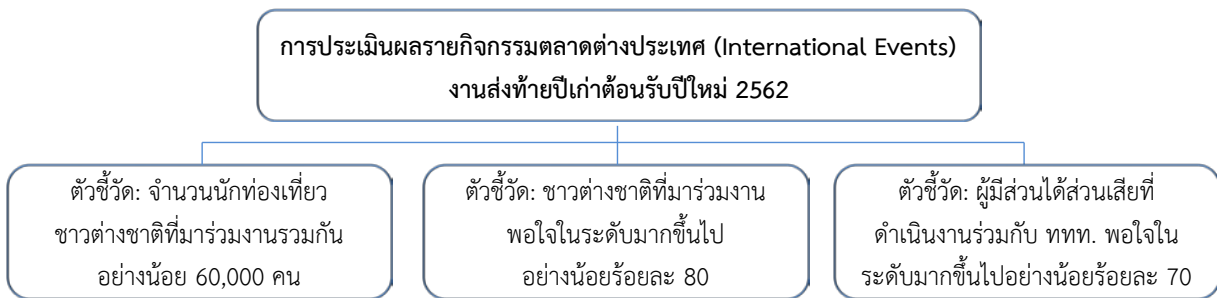 การประเมินผลรายกิจกรรมตลาดต่างประเทศ (International Events)
งานส่งท้ายปีเก่าต้อนรับปีใหม่ 2562
ตัวชี้วัด: จำนวนนักท่องเที่ยว
ชาวต่างชาติที่มาร่วมงานรวมกัน
อย่างน้อย 60,000 คน
ตัวชี้วัด: ชาวต่างชาติที่มาร่วมงาน
พอใจในระดับมากขึ้นไป
อย่างน้อยร้อยละ 80
ตัวชี้วัด: ผู้มีส่วนได้ส่วนเสียที่
ดำเนินงานร่วมกับ ททท. พอใจใน
ระดับมากขึ้นไปอย่างน้อยร้อยละ 70